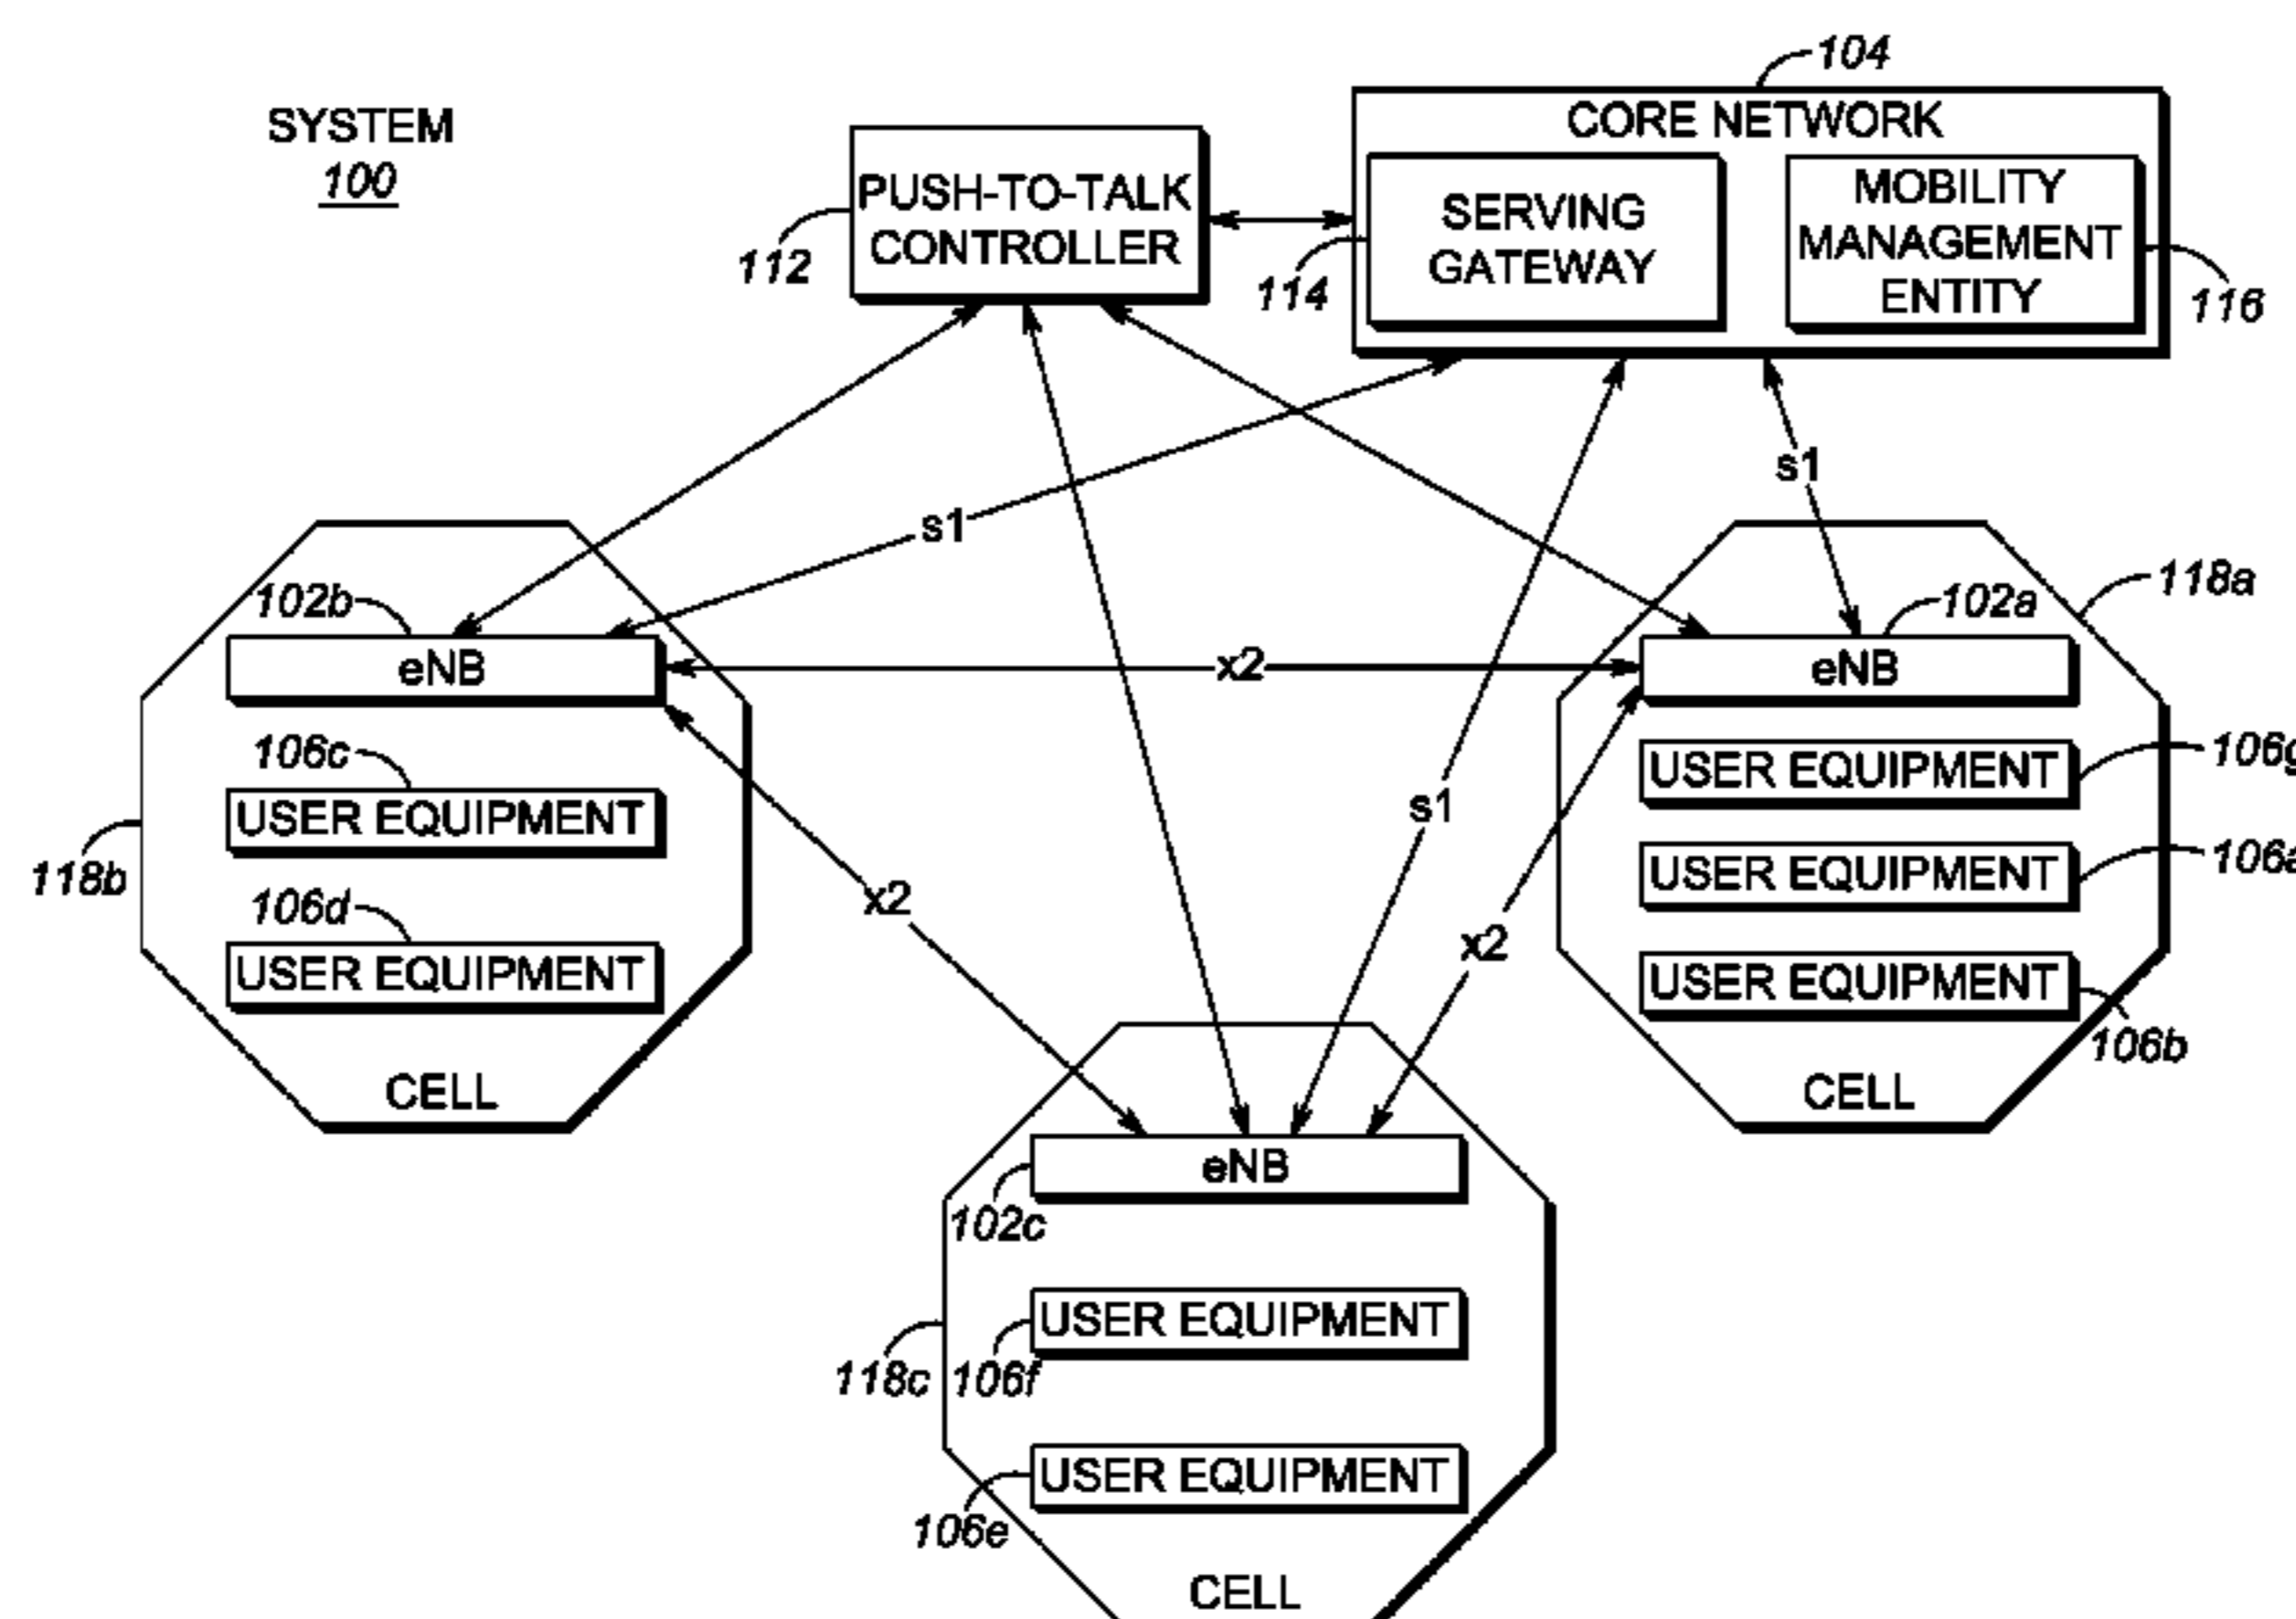 SYSTEM
100
104
CORE NETWORK
PUSH-TO-TALK
CONTROLLER
112
SERVING
GATEWAY
114
MOBILITY
MANAGEMENT
ENTITY
116
s1
s1
s1
x2
x2
x2
102b
eNB
106c
USER EQUIPMENT
106d
USER EQUIPMENT
118b
CELL
102a
118a
eNB
USER EQUIPMENT
106g
USER EQUIPMENT
106a
USER EQUIPMENT
106b
CELL
eNB
102c
USER EQUIPMENT
118c
106f
USER EQUIPMENT
106e
CELL